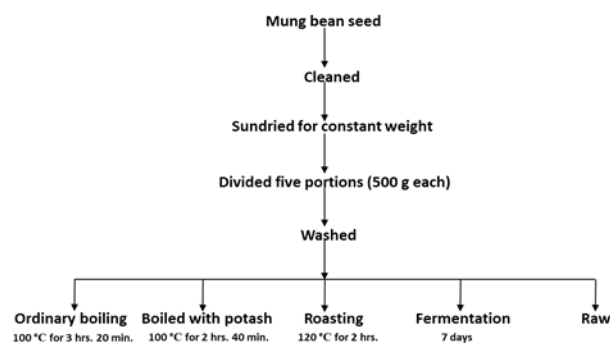 Mung bean seed
Cleaned
Sundried for constant weight
Divided five portions (500 g each)
Washed
Ordinary boiling
100 °C for 3 hrs. 20 min.
Boiled with potash
100 °C for 2 hrs. 40 min.
Roasting
120 °C for 2 hrs.
Fermentation
7 days
Raw